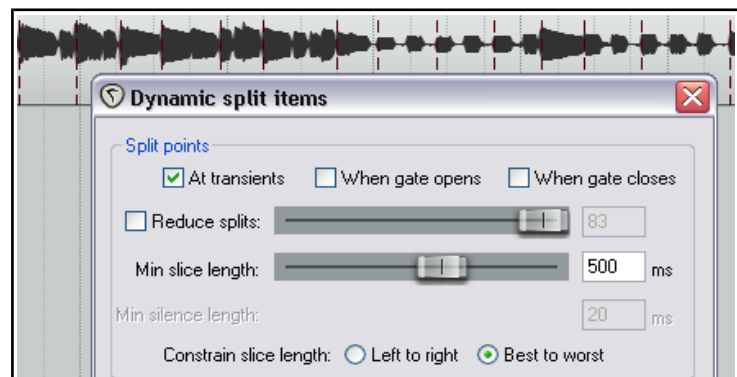 Dynamic split items
Split points
At transients When gate opens When gate closes
Reduce splits: 83
Min slice length: 500 ms
Min silence length: 20 ms
Constrain slice length: Left to right Best to worst